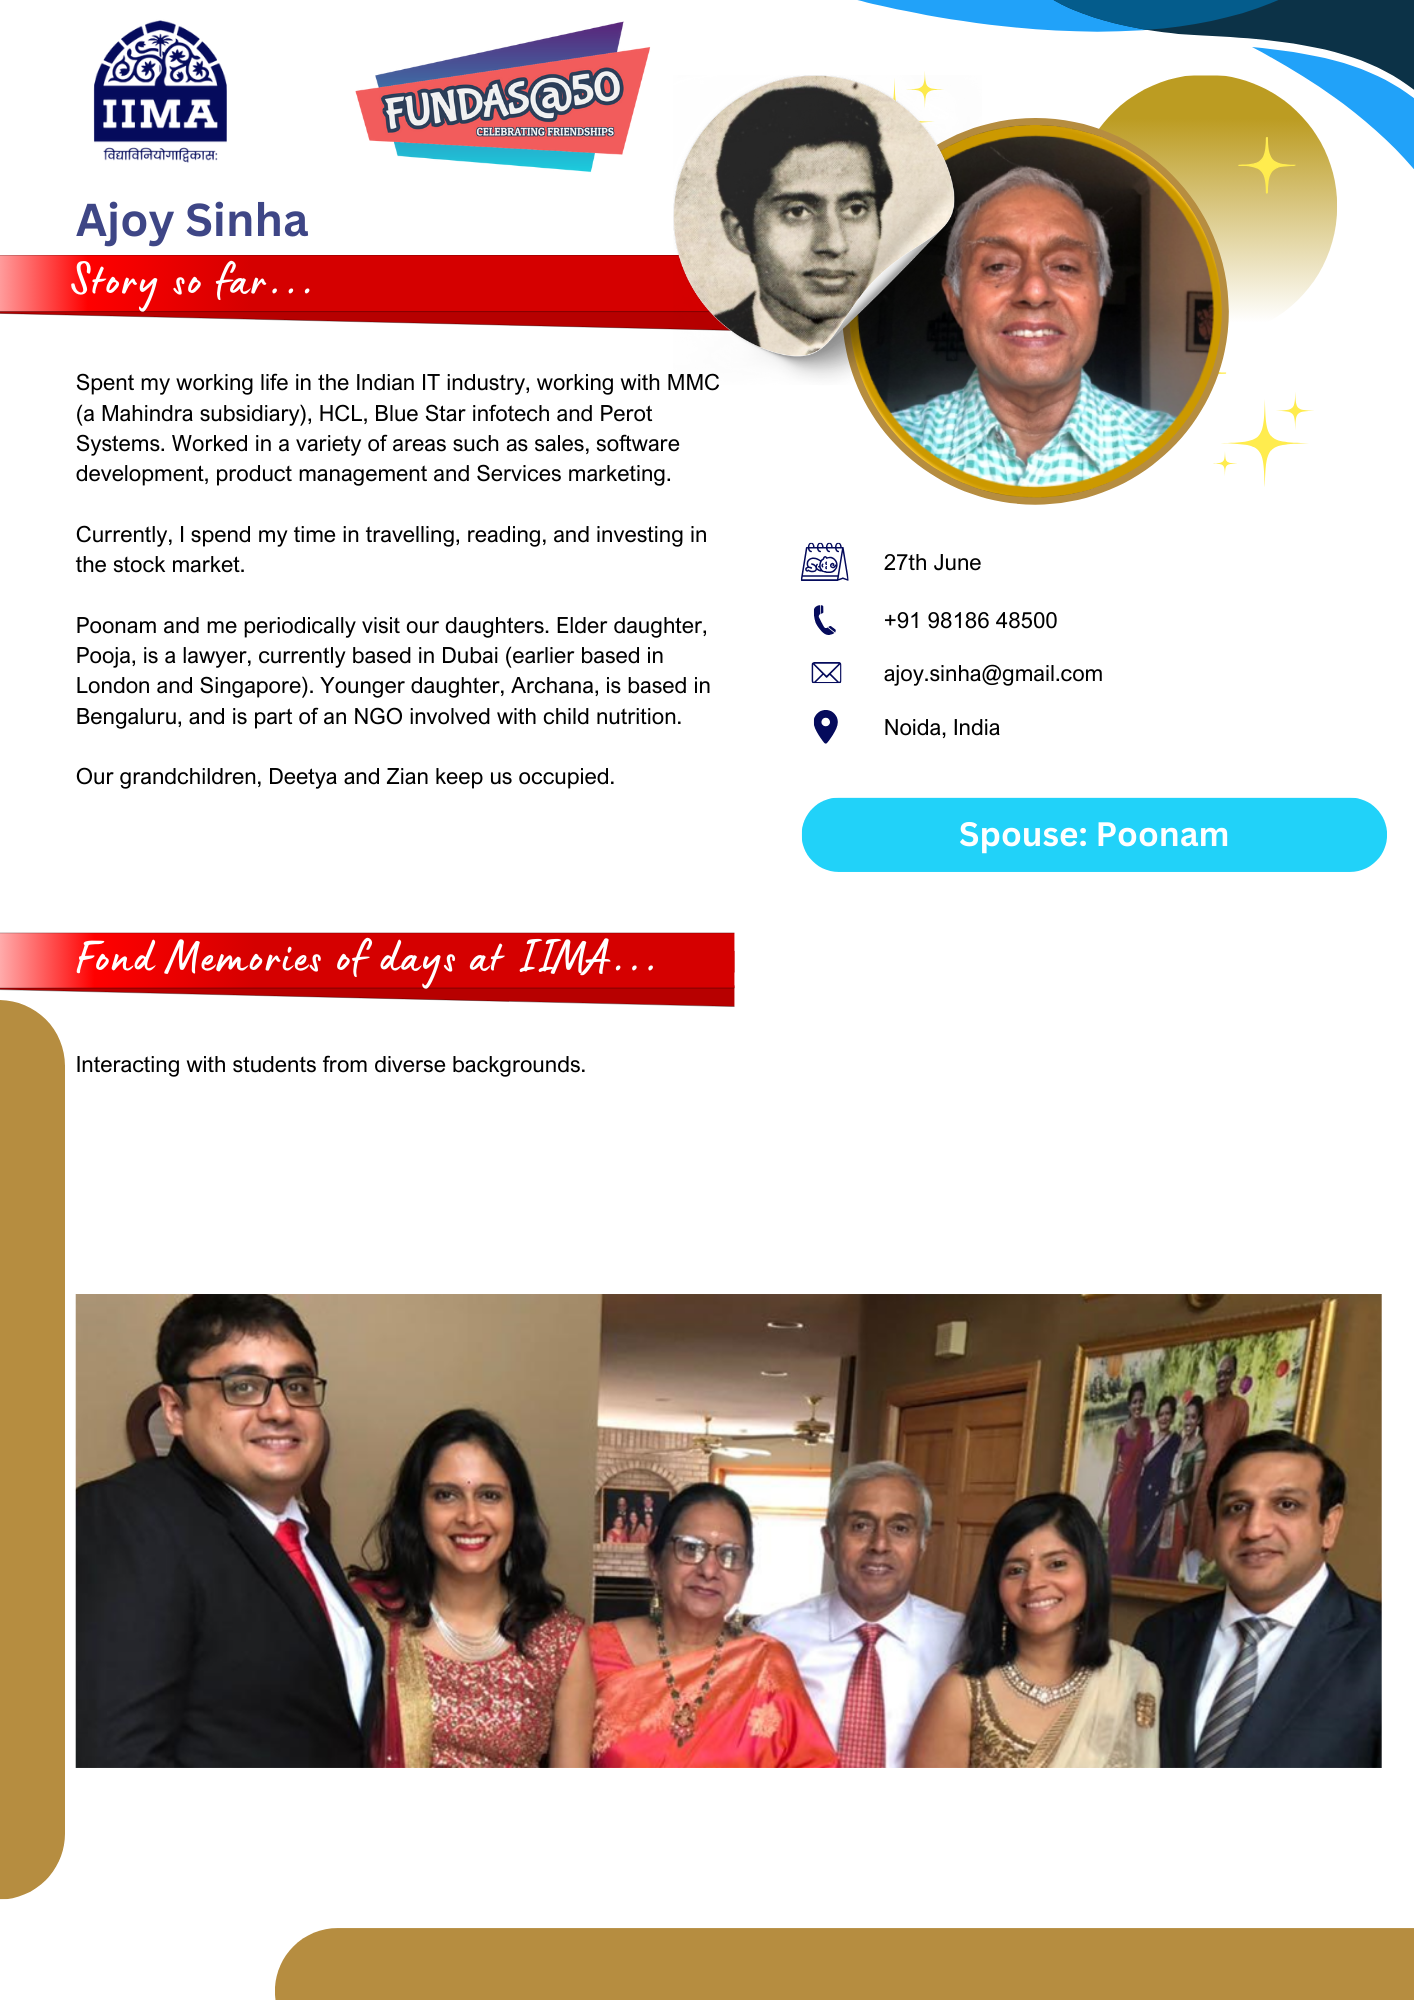 IIMA
विद्याविनियोगाद्विकास:
FUNDAS@50
CELEBRATING FRIENDSHIPS
Ajoy Sinha
Story so far...
Spent my working life in the Indian IT industry, working with MMC
(a Mahindra subsidiary), HCL, Blue Star infotech and Perot
Systems. Worked in a variety of areas such as sales, software
development, product management and Services marketing.
Currently, I spend my time in travelling, reading, and investing in
the stock market.
Poonam and me periodically visit our daughters. Elder daughter,
Pooja, is a lawyer, currently based in Dubai (earlier based in
London and Singapore). Younger daughter, Archana, is based in
Bengaluru, and is part of an NGO involved with child nutrition.
Our grandchildren, Deetya and Zian keep us occupied.
27th June
+91 98186 48500
ajoy.sinha@gmail.com
Noida, India
Spouse: Poonam
Fond Memories of days at IIMA...
Interacting with students from diverse backgrounds.